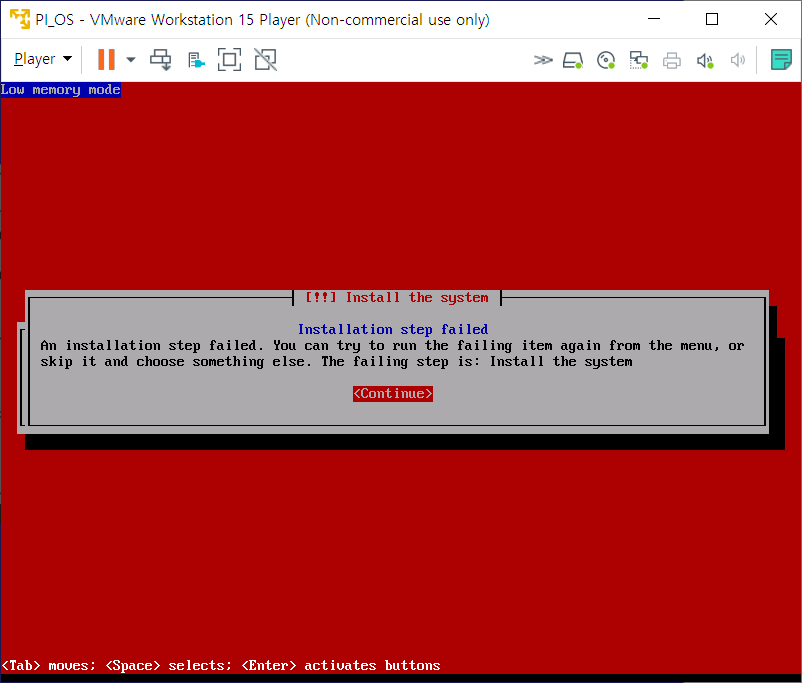 PI_OS - VMware Workstation 15 Player (Non-commercial use only)
Player
Low memory mode
[!!] Install the system
Installation step failed
An installation step failed. You can try to run the failing item again from the menu, or
skip it and choose something else. The failing step is: Install the system
<Continue>
<Tab> moves; <Space> selects; <Enter> activates buttons